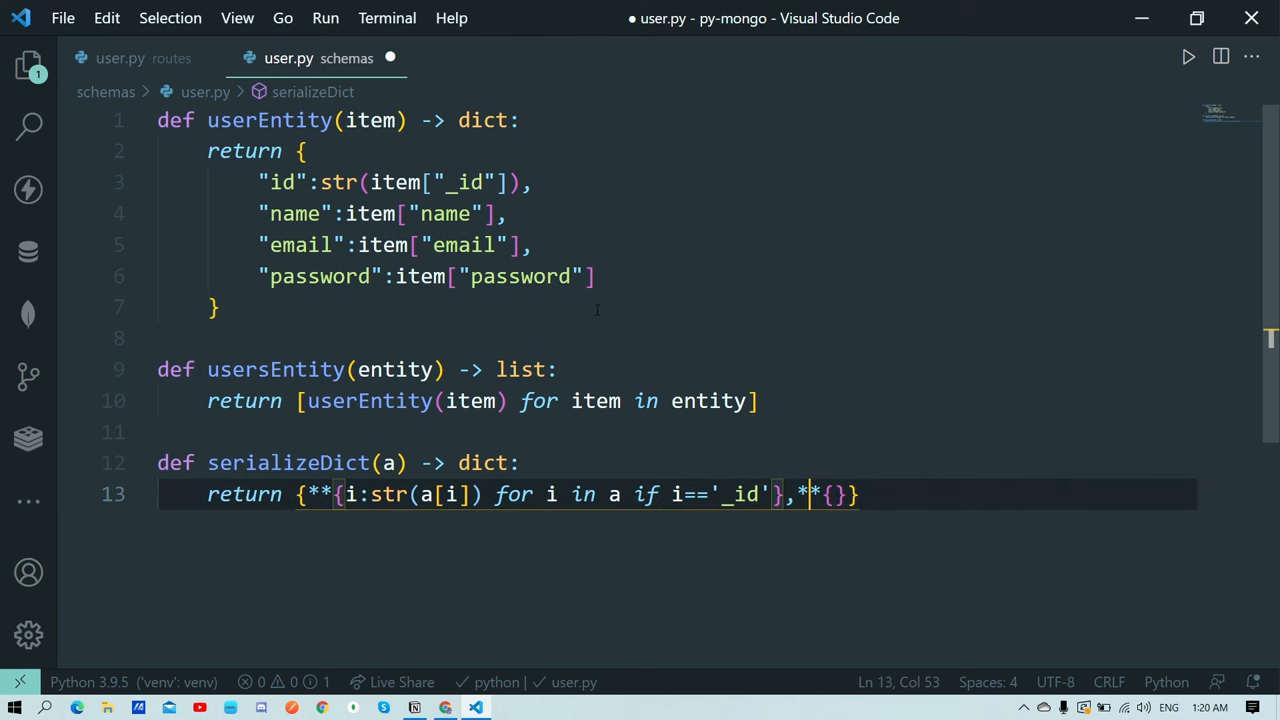 File Edit Selection View Go Run Terminal Help
● user.py - py-mongo - Visual Studio Code
user.py routes
user.py schemas
schemas > user.py > serializeDict
1 def userEntity(item) -> dict:
2     return {
3         "id":str(item["_id"]),
4         "name":item["name"],
5         "email":item["email"],
6         "password":item["password"]
7     }
8
9 def usersEntity(entity) -> list:
10     return [userEntity(item) for item in entity]
11
12 def serializeDict(a) -> dict:
13     return {**{i:str(a[i]) for i in a if i=='_id'},**{}}
1
T
Python 3.9.5 ('venv': venv) 0 0 1 Live Share python | user.py Ln 13, Col 53 Spaces: 4 UTF-8 CRLF Python
1:20 AM